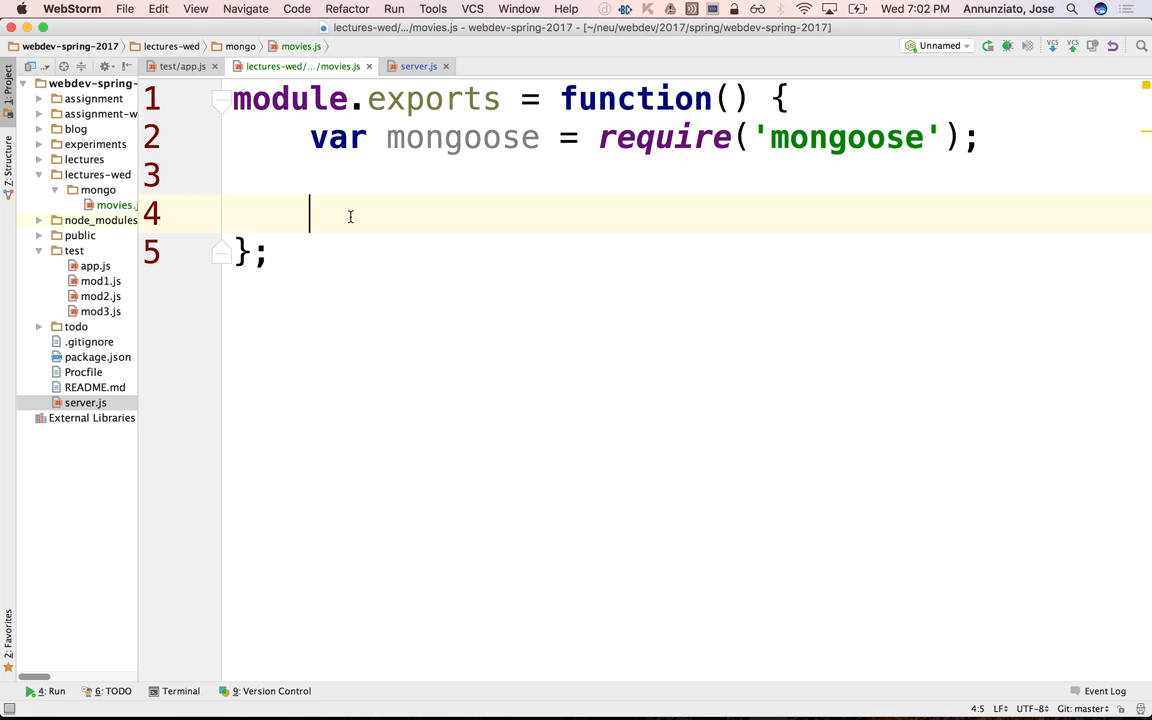 WebStorm File Edit View Navigate Code Refactor Run Tools VCS Window Help Wed 7:02 PM Annunziato, Jose
lectures-wed/.../movies.js - webdev-spring-2017 - [~/neu/webdev/2017/spring/webdev-spring-2017]
webdev-spring-2017 lectures-wed mongo movies.js Unnamed
test/app.js lectures-wed/.../movies.js server.js
1: Project
Z: Structure
2: Favorites
webdev-spring-
assignment
assignment-w
blog
experiments
lectures
lectures-wed
mongo
movies.
node_modules
public
test
app.js
mod1.js
mod2.js
mod3.js
todo
.gitignore
package.json
Procfile
README.md
server.js
External Libraries
1 module.exports = function() {
2 var mongoose = require('mongoose');
3
4
5 };
4: Run 6: TODO Terminal 9: Version Control Event Log
4:5 LF UTF-8 Git: master